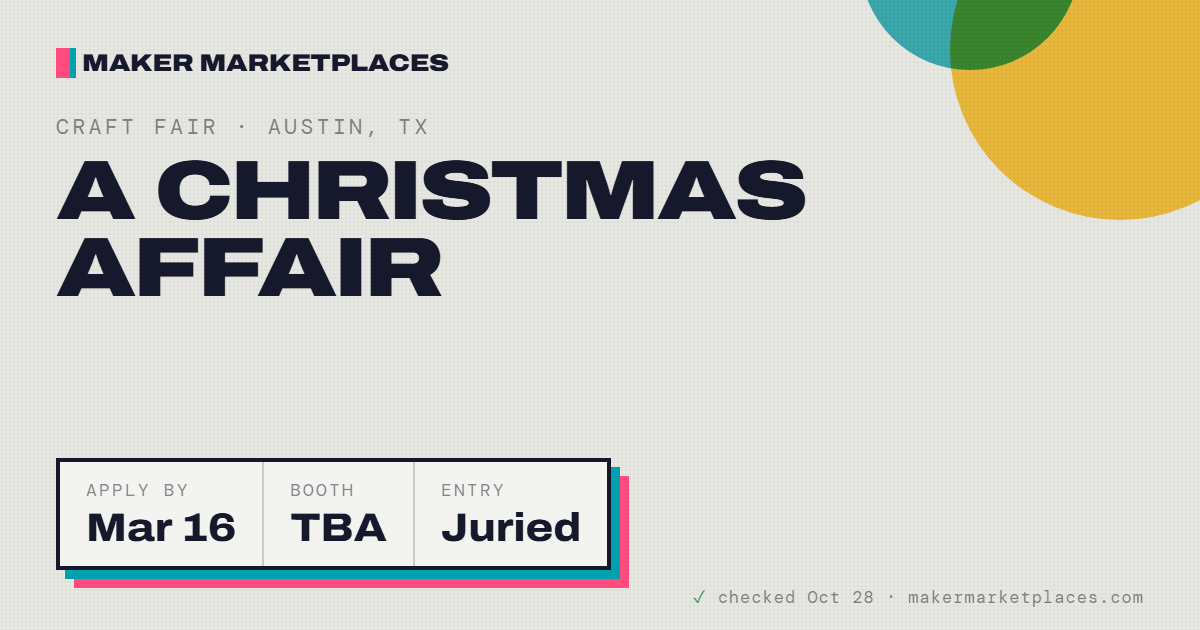 MAKER MARKETPLACES
CRAFT FAIR · AUSTIN, TX
A CHRISTMAS
AFFAIR
APPLY BY
Mar 16
BOOTH
TBA
ENTRY
Juried
✓ checked Oct 28 · makermarketplaces.com